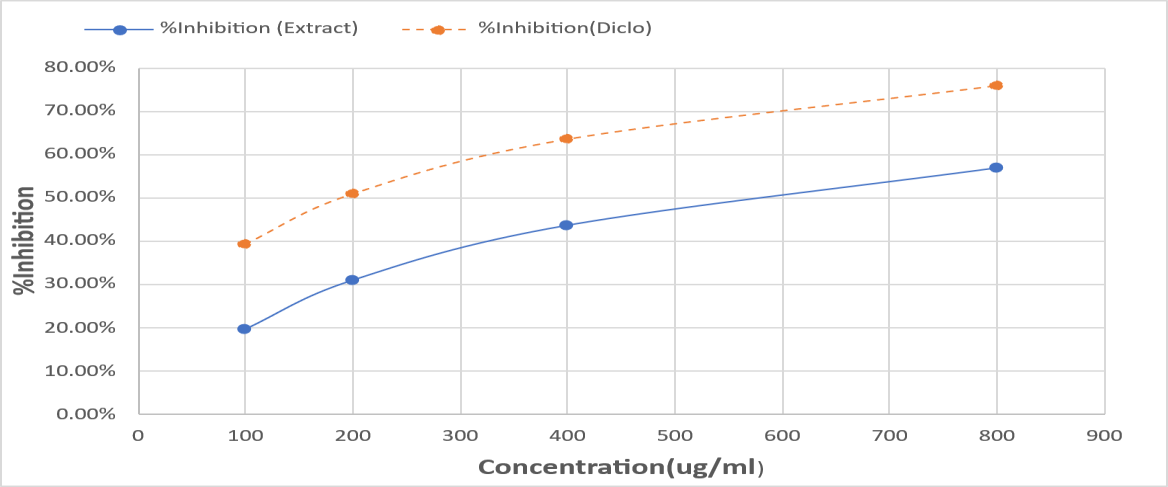 %Inhibition (Extract) %Inhibition(Diclo)
80.00%
70.00%
60.00%
50.00%
40.00%
30.00%
20.00%
10.00%
0.00%
%Inhibition
0 100 200 300 400 500 600 700 800 900
Concentration(ug/ml)